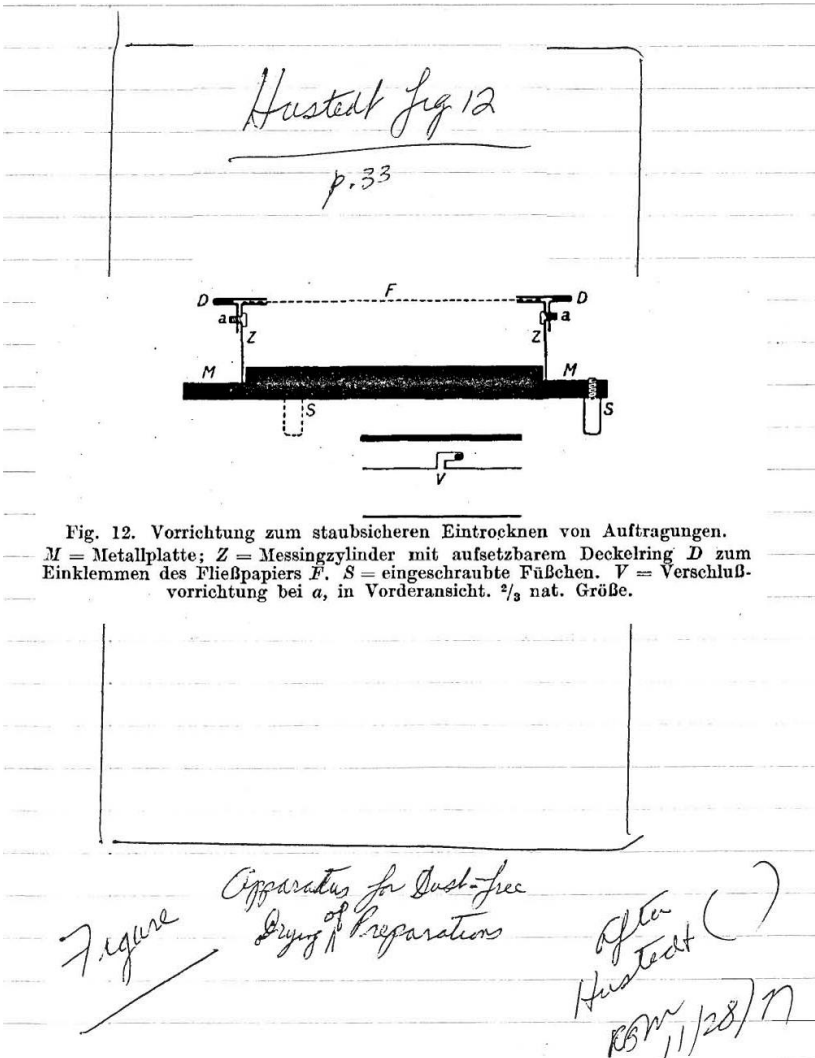 Hustedt fig 12
p. 33
F
D
D
a
a
Z
Z
M
M
S
S
V
Fig. 12. Vorrichtung zum staubsicheren Eintrocknen von Auftragungen.
M = Metallplatte; Z = Messingzylinder mit aufsetzbarem Deckelring D zum
Einklemmen des Fließpapiers F. S = eingeschraubte Füßchen. V = Verschluß-
vorrichtung bei a, in Vorderansicht. ²/₃ nat. Größe.
Apparatus for Dust-free
Drying of Preparations
Figure
After
Hustedt ( )
RBM
11/28/77